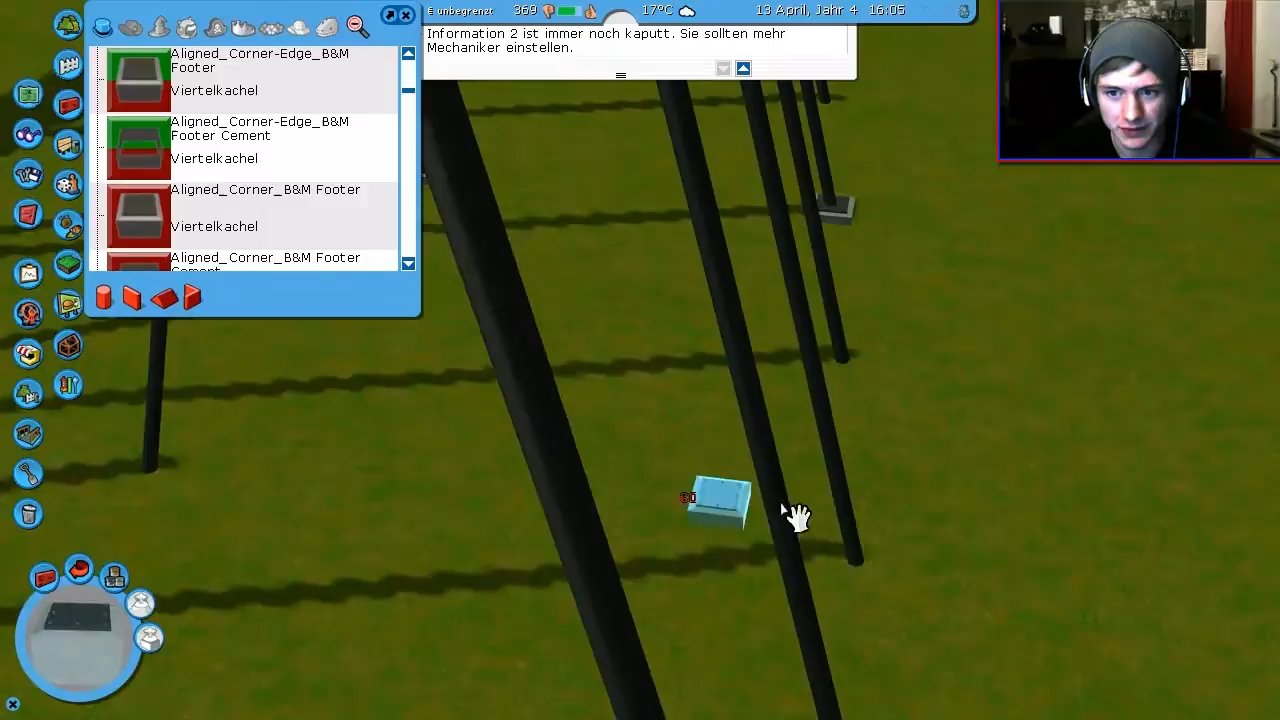 unbegrenzt 369 17°C 13 April, Jahr 4 16:05
Information 2 ist immer noch kaputt. Sie sollten mehr
Mechaniker einstellen.
Aligned_Corner-Edge_B&M
Footer
Viertelkachel
Aligned_Corner-Edge_B&M
Footer Cement
Viertelkachel
Aligned_Corner_B&M Footer
Viertelkachel
Aligned_Corner_B&M Footer
Cement